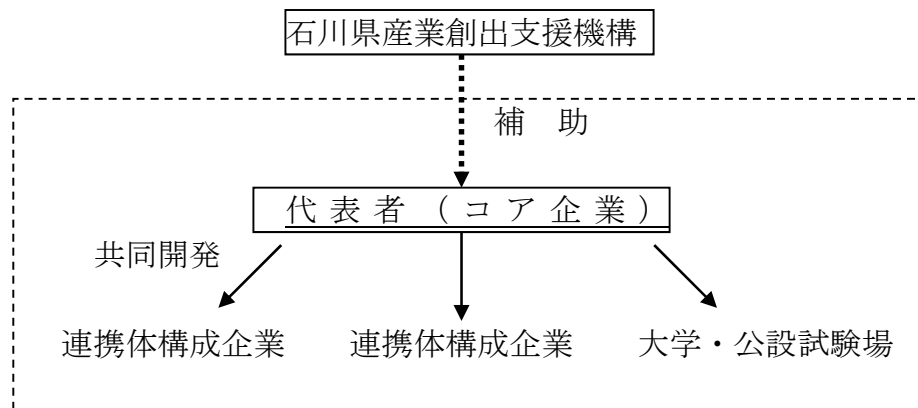 石川県産業創出支援機構
補　助
代表者（コア企業）
共同開発
連携体構成企業　連携体構成企業　大学・公設試験場